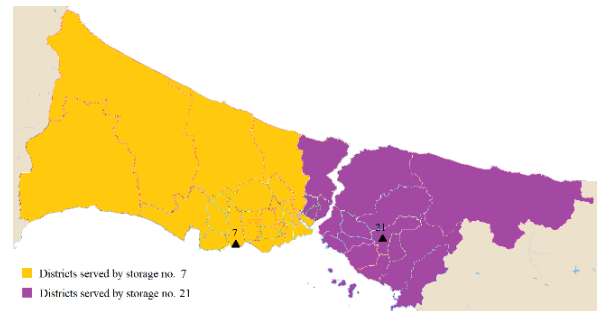 7
21
Districts served by storage no. 7
Districts served by storage no. 21